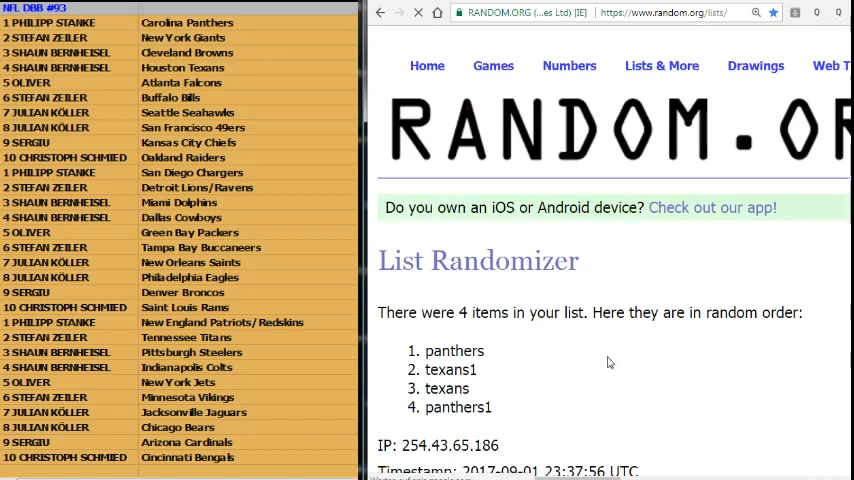 NFL DBB #93
1 PHILIPP STANKE Carolina Panthers
2 STEFAN ZEILER New York Giants
3 SHAUN BERNHEISEL Cleveland Browns
4 SHAUN BERNHEISEL Houston Texans
5 OLIVER Atlanta Falcons
6 STEFAN ZEILER Buffalo Bills
7 JULIAN KÖLLER Seattle Seahawks
8 JULIAN KÖLLER San Francisco 49ers
9 SERGIU Kansas City Chiefs
10 CHRISTOPH SCHMIED Oakland Raiders
1 PHILIPP STANKE San Diego Chargers
2 STEFAN ZEILER Detroit Lions/Ravens
3 SHAUN BERNHEISEL Miami Dolphins
4 SHAUN BERNHEISEL Dallas Cowboys
5 OLIVER Green Bay Packers
6 STEFAN ZEILER Tampa Bay Buccaneers
7 JULIAN KÖLLER New Orleans Saints
8 JULIAN KÖLLER Philadelphia Eagles
9 SERGIU Denver Broncos
10 CHRISTOPH SCHMIED Saint Louis Rams
1 PHILIPP STANKE New England Patriots/Redskins
2 STEFAN ZEILER Tennessee Titans
3 SHAUN BERNHEISEL Pittsburgh Steelers
4 SHAUN BERNHEISEL Indianapolis Colts
5 OLIVER New York Jets
6 STEFAN ZEILER Minnesota Vikings
7 JULIAN KÖLLER Jacksonville Jaguars
8 JULIAN KÖLLER Chicago Bears
9 SERGIU Arizona Cardinals
10 CHRISTOPH SCHMIED Cincinnati Bengals
RANDOM.ORG (...es Ltd) [IE] https://www.random.org/lists/
Home Games Numbers Lists & More Drawings Web T
RANDOM.OR
Do you own an iOS or Android device? Check out our app!
List Randomizer
There were 4 items in your list. Here they are in random order:
1. panthers
2. texans1
3. texans
4. panthers1
IP: 254.43.65.186
Timestamp: 2017-09-01 23:37:56 UTC